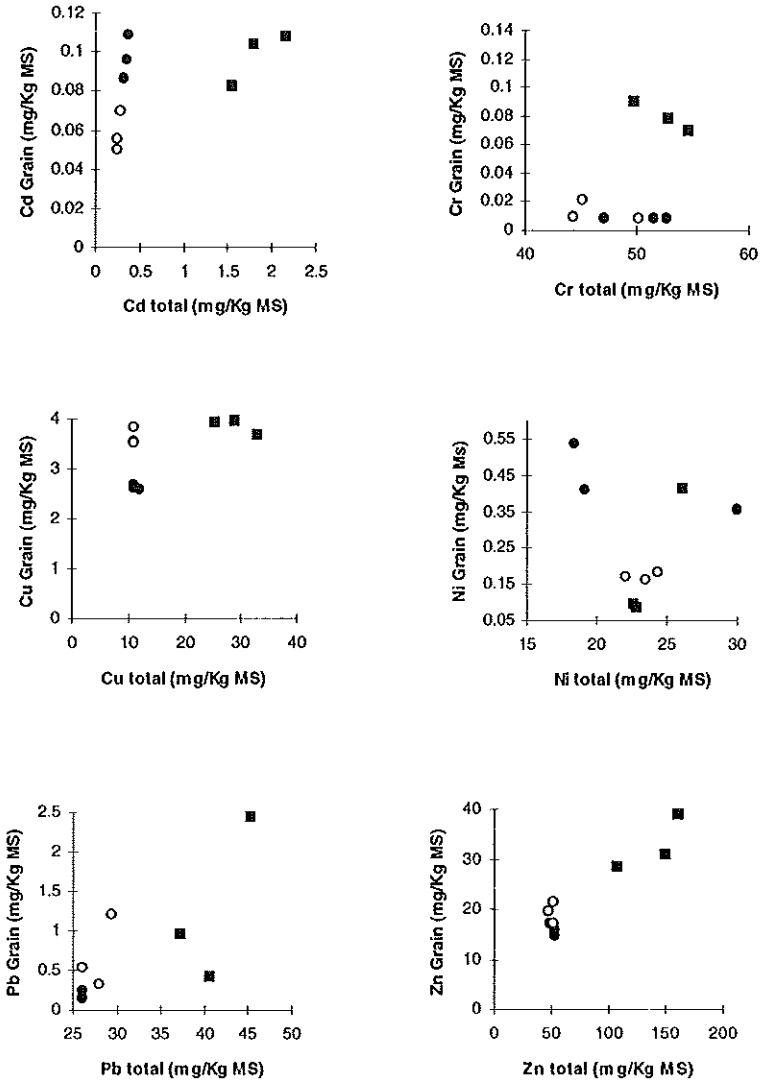 Cd Grain (mg/Kg MS)
0.12
0.1
0.08
0.06
0.04
0.02
0
0 0.5 1 1.5 2 2.5
Cd total (mg/Kg MS)
Cr Grain (mg/Kg MS)
0.14
0.12
0.1
0.08
0.06
0.04
0.02
0
40 50 60
Cr total (mg/Kg MS)
Cu Grain (mg/Kg MS)
4
3
2
1
0
0 10 20 30 40
Cu total (mg/Kg MS)
Ni Grain (mg/Kg Ms)
0.55
0.45
0.35
0.25
0.15
0.05
15 20 25 30
Ni total (mg/Kg MS)
Pb Grain (mg/Kg MS)
2.5
2
1.5
1
0.5
0
25 30 35 40 45 50
Pb total (mg/Kg MS)
Zn Grain (mg/Kg MS)
40
30
20
10
0
0 50 100 150 200
Zn total (mg/Kg MS)